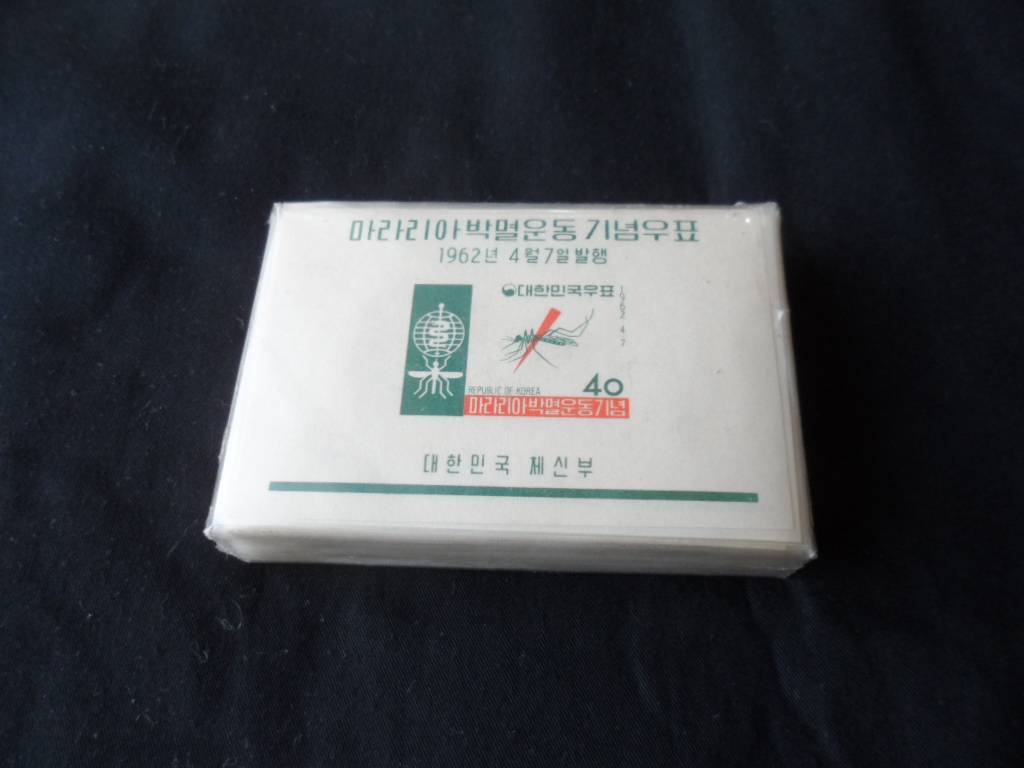 마라리아박멸운동 기념우표
1962년 4월 7일 발행
대한민국우표
1962 4 7
REPUBLIC OF KOREA
40
마라리아박멸운동기념
대한민국 체신부